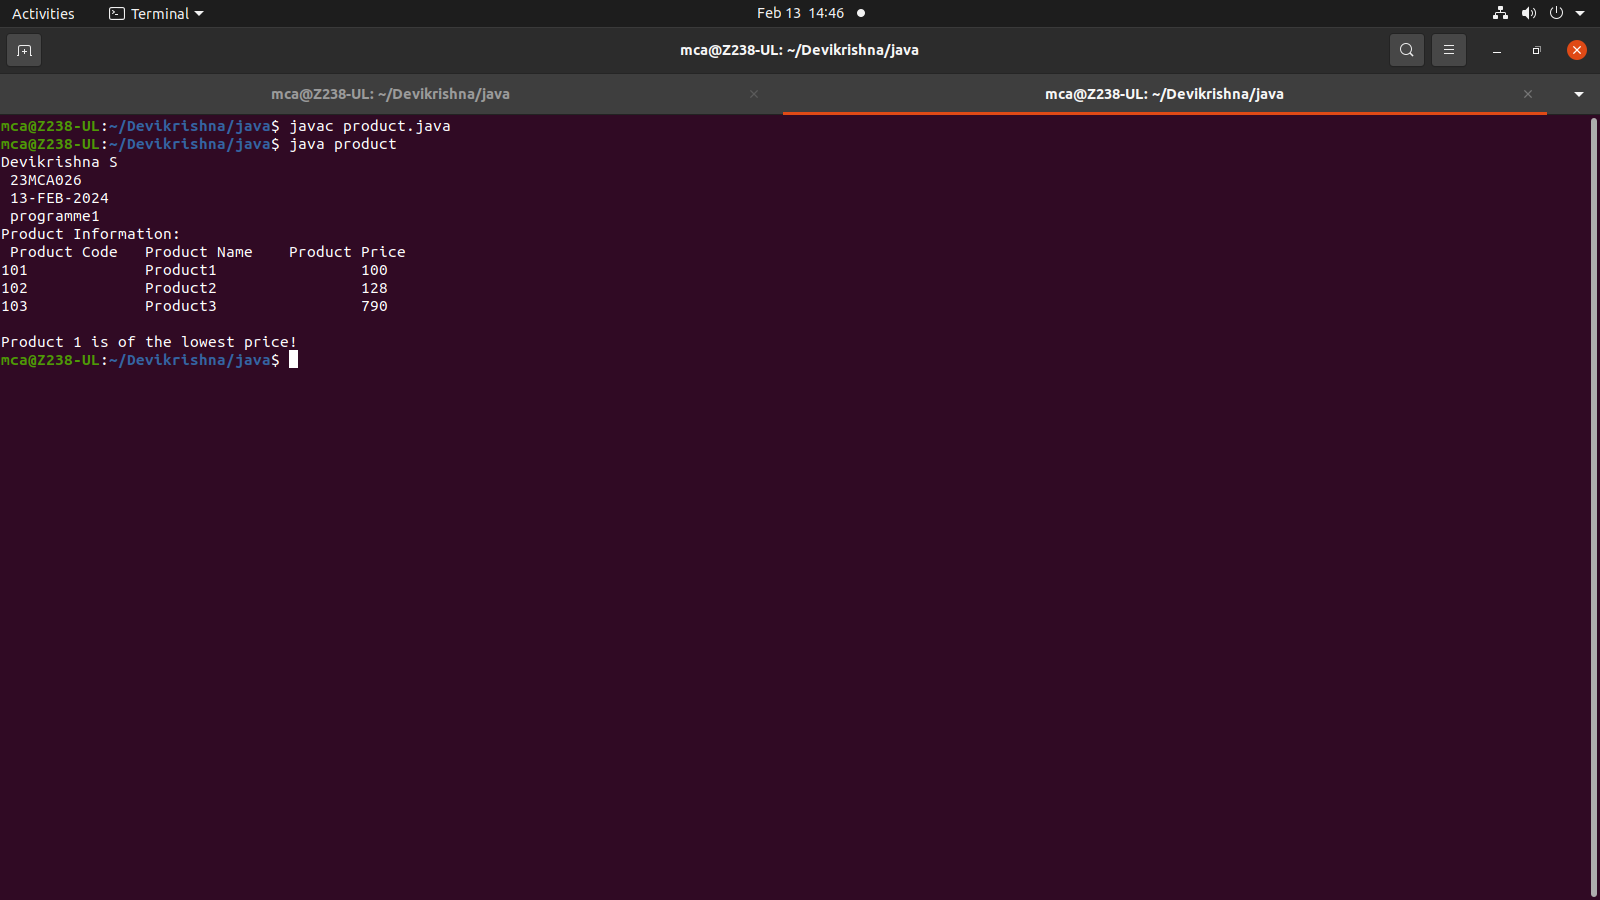 Activities Terminal Feb 13 14:46
mca@Z238-UL: ~/Devikrishna/java
mca@Z238-UL: ~/Devikrishna/java mca@Z238-UL: ~/Devikrishna/java
mca@Z238-UL:~/Devikrishna/java$ javac product.java
mca@Z238-UL:~/Devikrishna/java$ java product
Devikrishna S
 23MCA026
 13-FEB-2024
 programme1
Product Information:
 Product Code   Product Name    Product Price
101             Product1                100
102             Product2                128
103             Product3                790

Product 1 is of the lowest price!
mca@Z238-UL:~/Devikrishna/java$